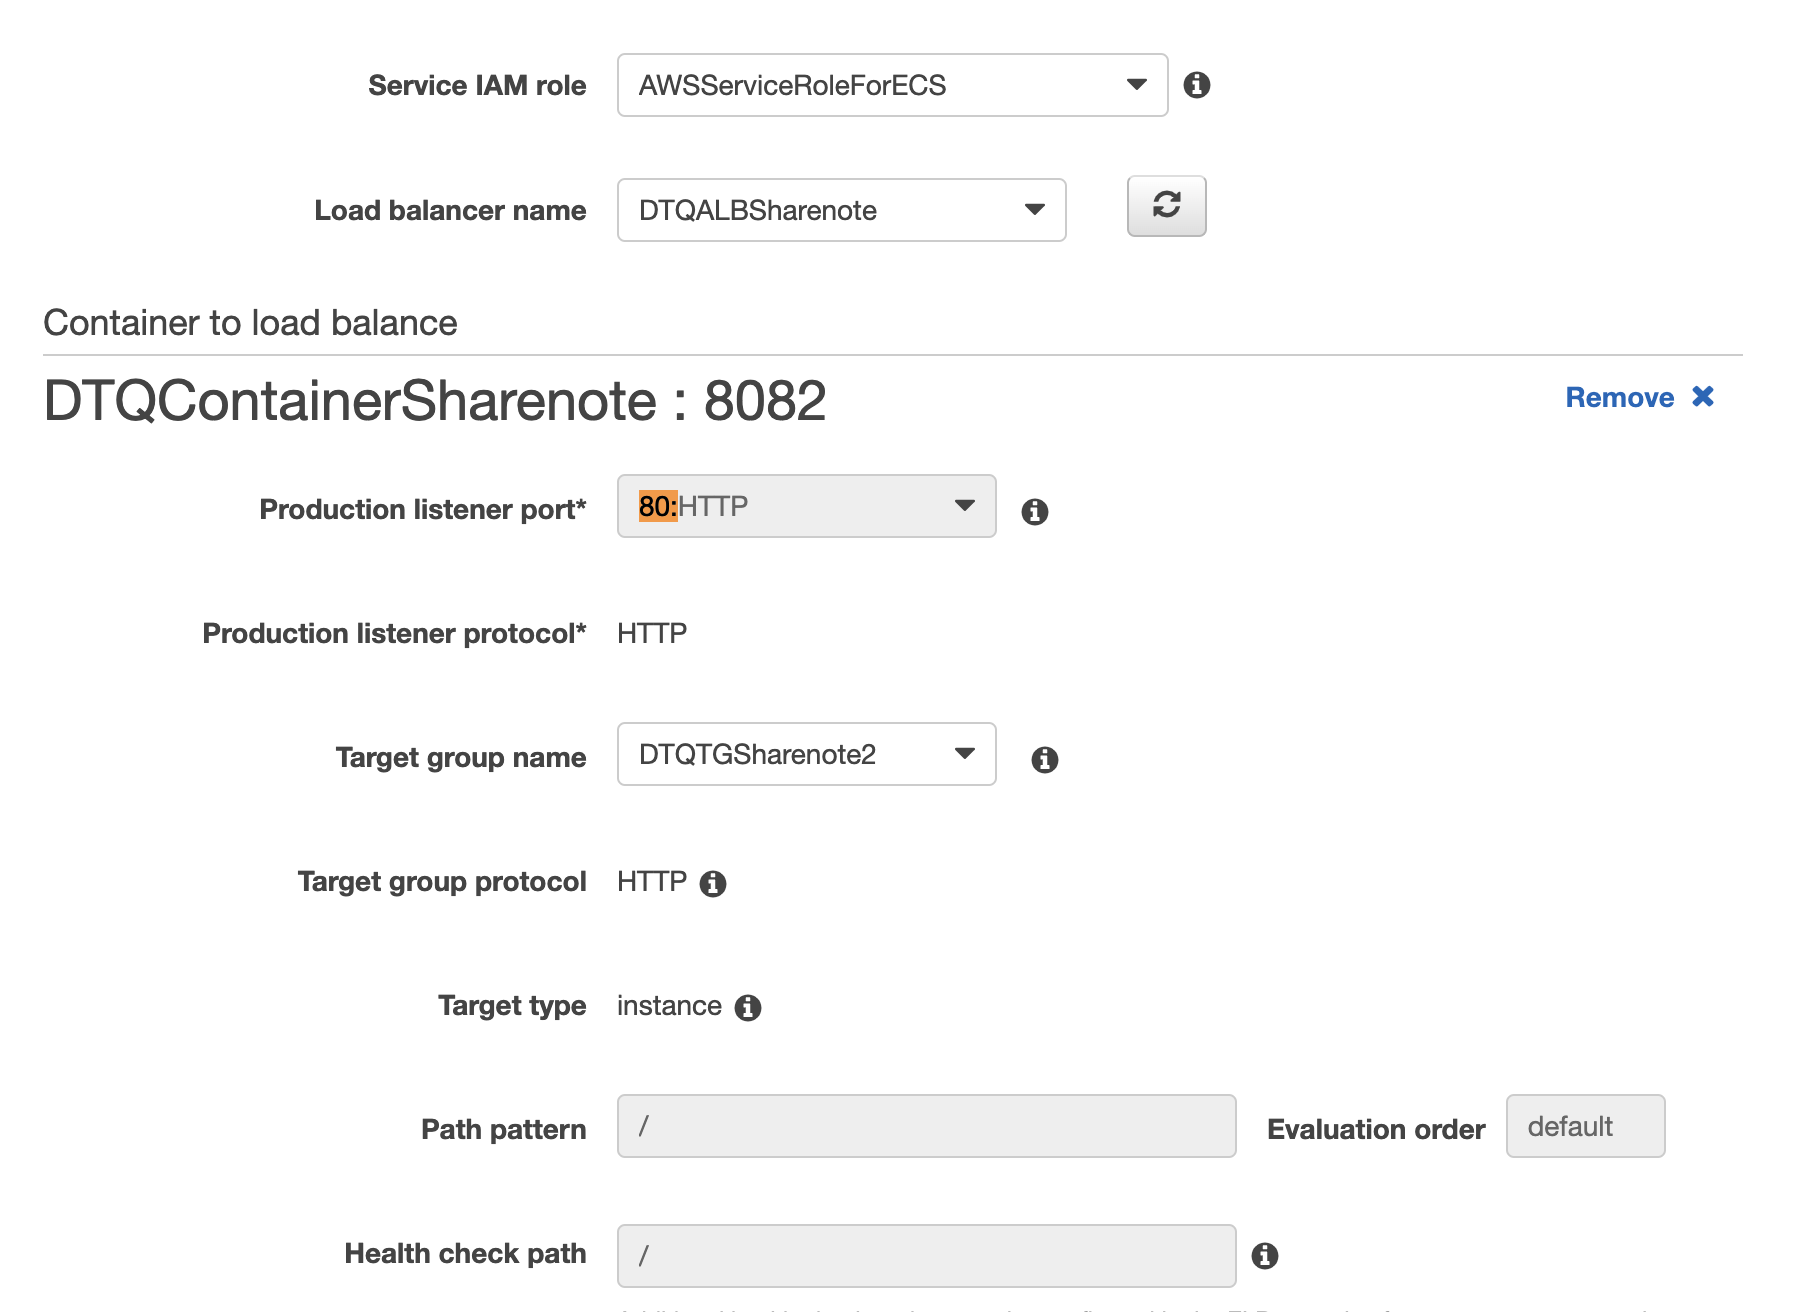 Service IAM role AWSServiceRoleForECS
Load balancer name DTQALBSharenote
Container to load balance
DTQContainerSharenote : 8082 Remove
Production listener port* 80:HTTP
Production listener protocol* HTTP
Target group name DTQTGSharenote2
Target group protocol HTTP
Target type instance
Path pattern / Evaluation order default
Health check path /